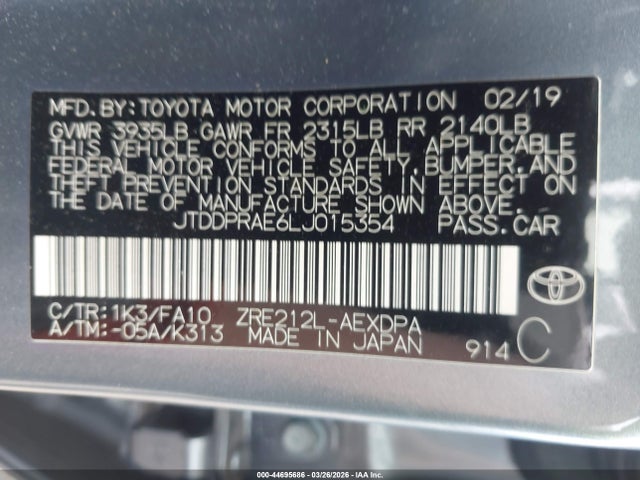 MFD.BY:TOYOTA MOTOR CORPORATION 02/19
GVWR 3935LB GAWR FR 2315LB RR 2140LB
THIS VEHICLE CONFORMS TO ALL APPLICABLE
FEDERAL MOTOR VEHICLE SAFETY,BUMPER,AND
THEFT PREVENTION STANDARDS IN EFFECT ON
THE DATE OF MANUFACTURE SHOWN ABOVE.
JTDDPRAE6LJ015354 PASS.CAR
C/TR:1K3/FA10 ZRE212L-AEXDPA
A/TM:-05A/K313 MADE IN JAPAN 914 C
000-44695686 - 03/26/2026 - IAA Inc.